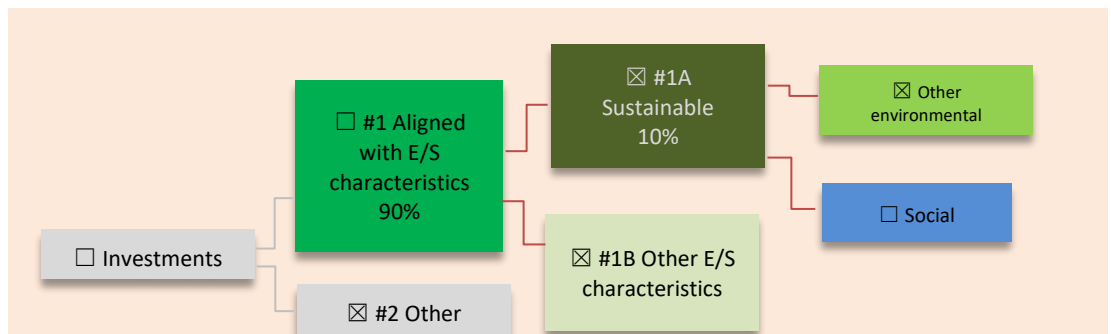 ☐ Investments
☐ #1 Aligned
with E/S
characteristics
90%
☒ #2 Other
☒ #1A
Sustainable
10%
☒ #1B Other E/S
characteristics
☒ Other
environmental
☐ Social